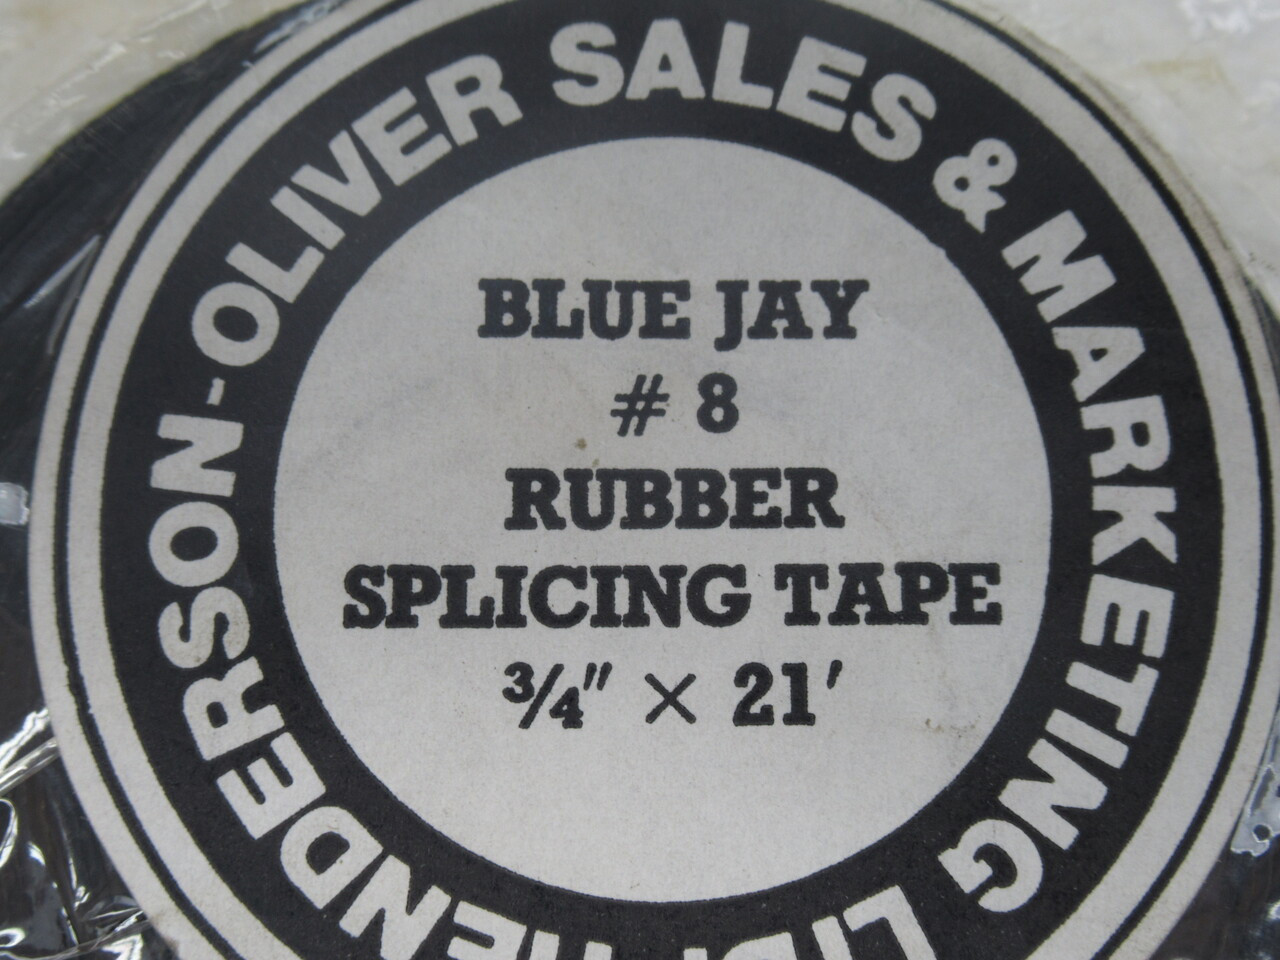 HENDERSON-OLIVER SALES & MARKETING LTD.
BLUE JAY
# 8
RUBBER
SPLICING TAPE
3/4" × 21'